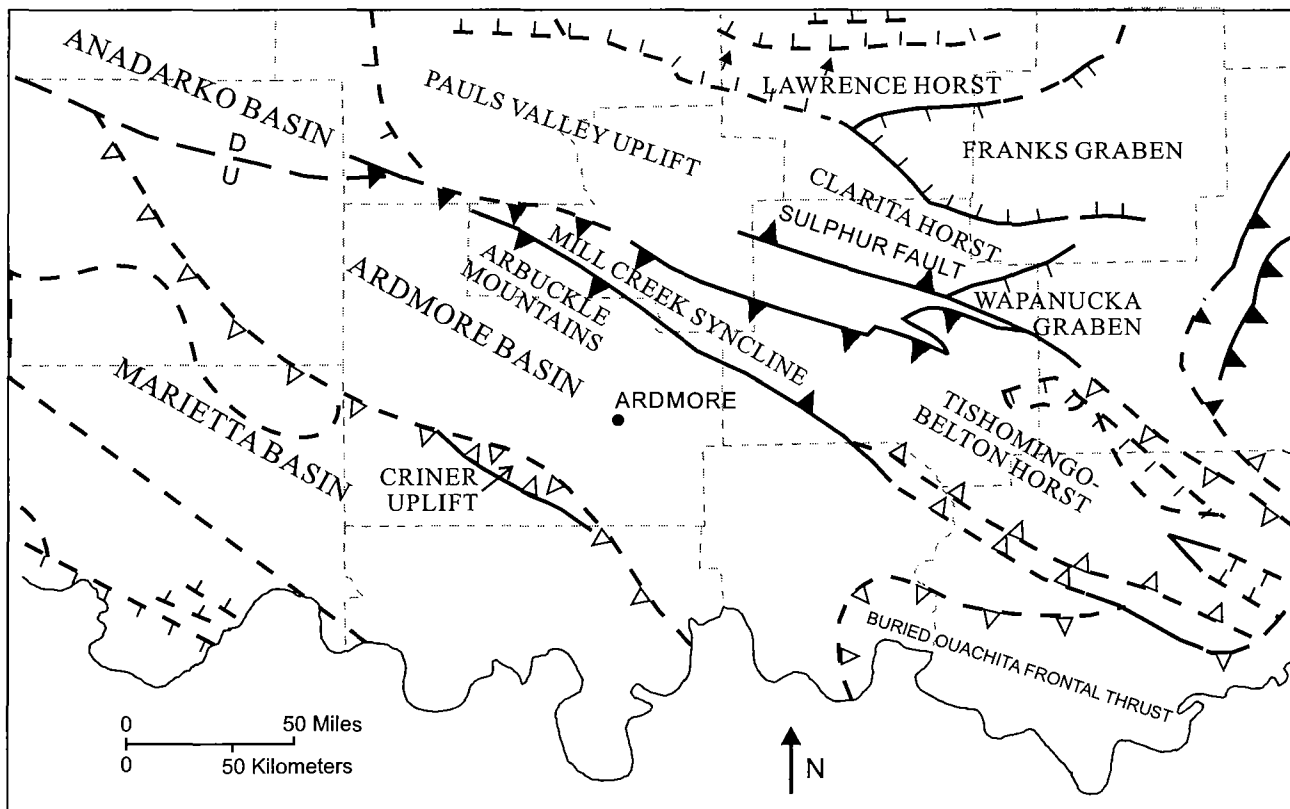 ANADARKO BASIN
PAULS VALLEY UPLIFT
LAWRENCE HORST
FRANKS GRABEN
D
U
CLARITA HORST
SULPHUR FAULT
WAPANUCKA
GRABEN
MILL CREEK SYNCLINE
ARBUCKLE
MOUNTAINS
ARDMORE BASIN
MARIETTA BASIN
ARDMORE
TISHOMINGO-
BELTON HORST
CRINER
UPLIFT
BURIED OUACHITA FRONTAL THRUST
0 50 Miles
0 50 Kilometers
N